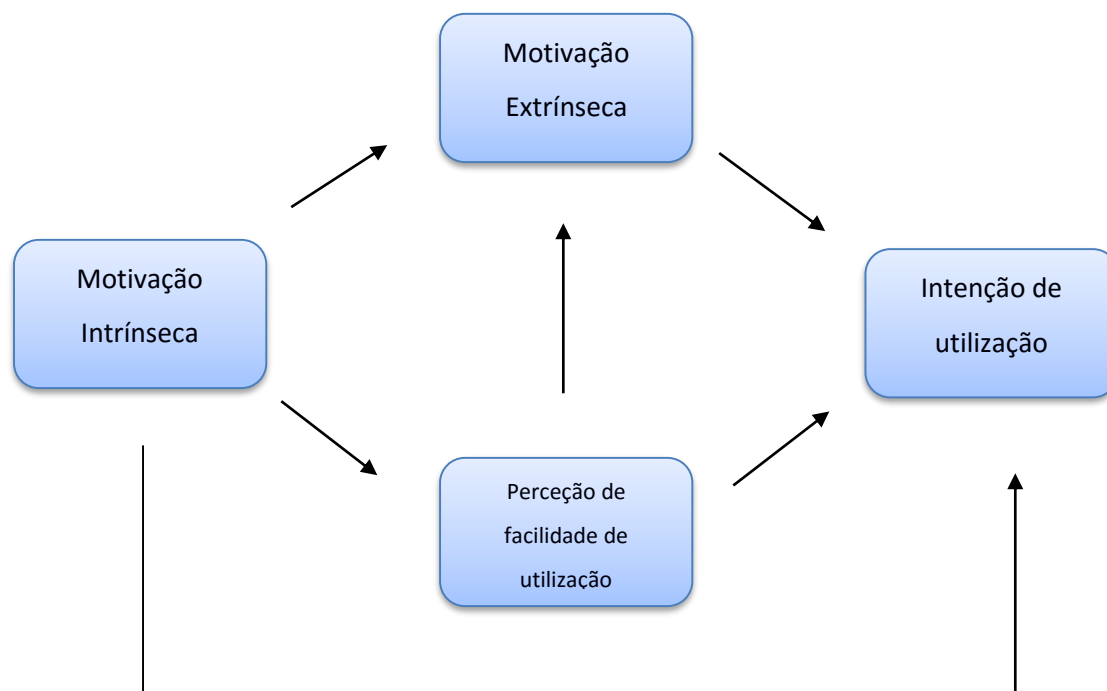 Motivação
Extrínseca
Motivação
Intrínseca
Intenção de
utilização
Perceção de
facilidade de
utilização